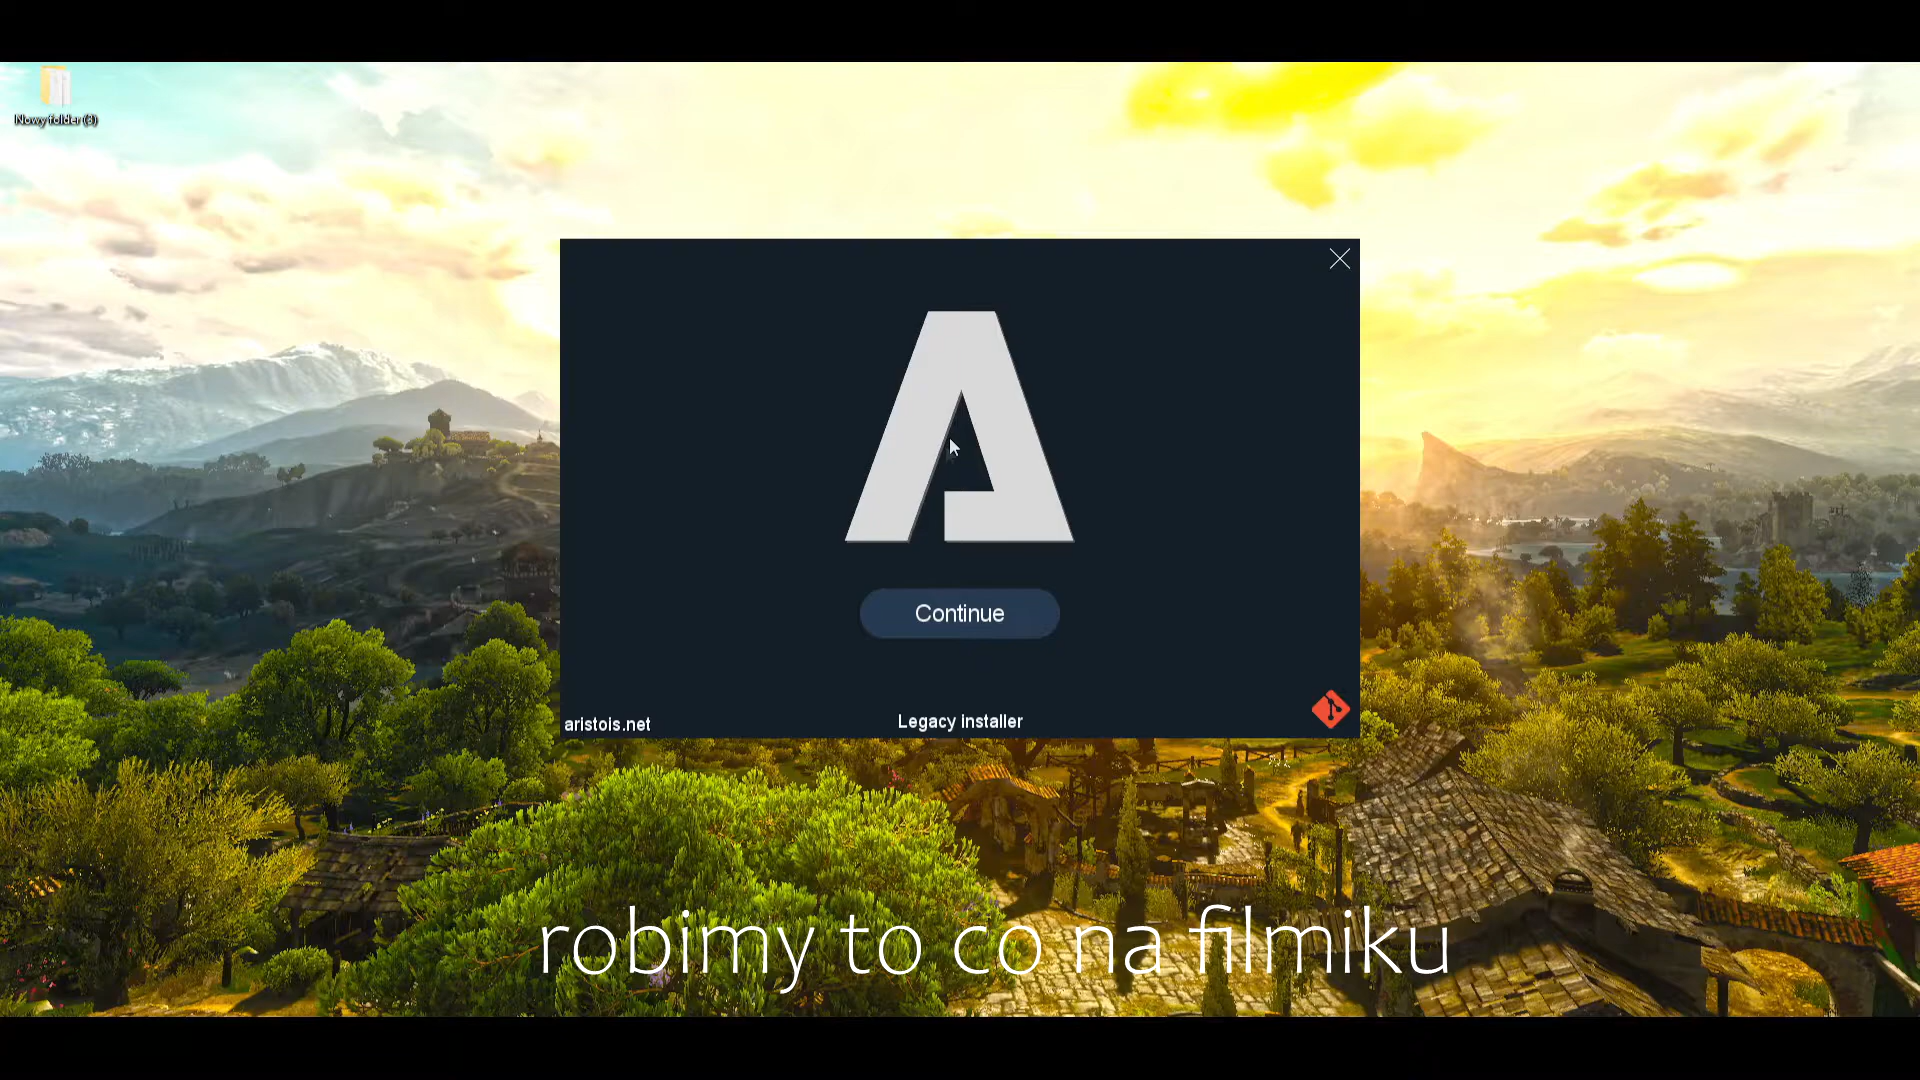 Nowy folder (3)
Continue
aristois.net
Legacy installer
robimy to co na filmiku